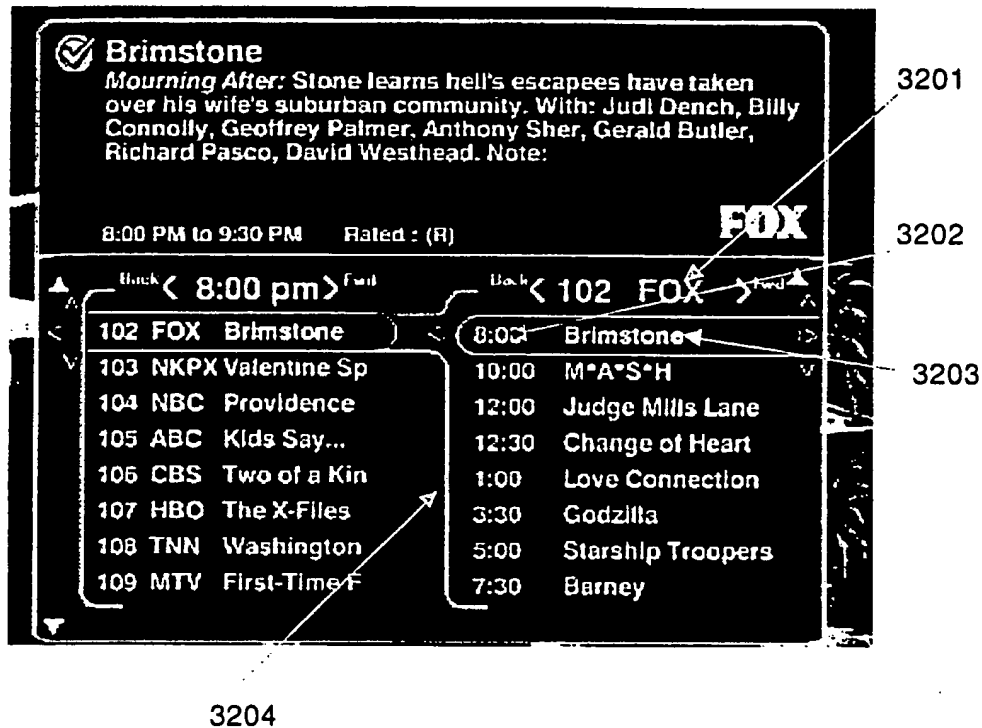 Brimstone
Mourning After: Stone learns hell's escapees have taken
over his wife's suburban community. With: Judi Dench, Billy
Connolly, Geoffrey Palmer, Anthony Sher, Gerald Butler,
Richard Pasco, David Westhead. Note:
8:00 PM to 9:30 PM Rated : (R)
FOX
Back < 8:00 pm > Fwd
102 FOX Brimstone
103 NKPX Valentine Sp
104 NBC Providence
105 ABC Kids Say...
106 CBS Two of a Kin
107 HBO The X-Files
108 TNN Washington
109 MTV First-Time F
Back < 102 FOX > Fwd
8:00 Brimstone
10:00 M*A*S*H
12:00 Judge Mills Lane
12:30 Change of Heart
1:00 Love Connection
3:30 Godzilla
5:00 Starship Troopers
7:30 Barney
3201
3202
3203
3204